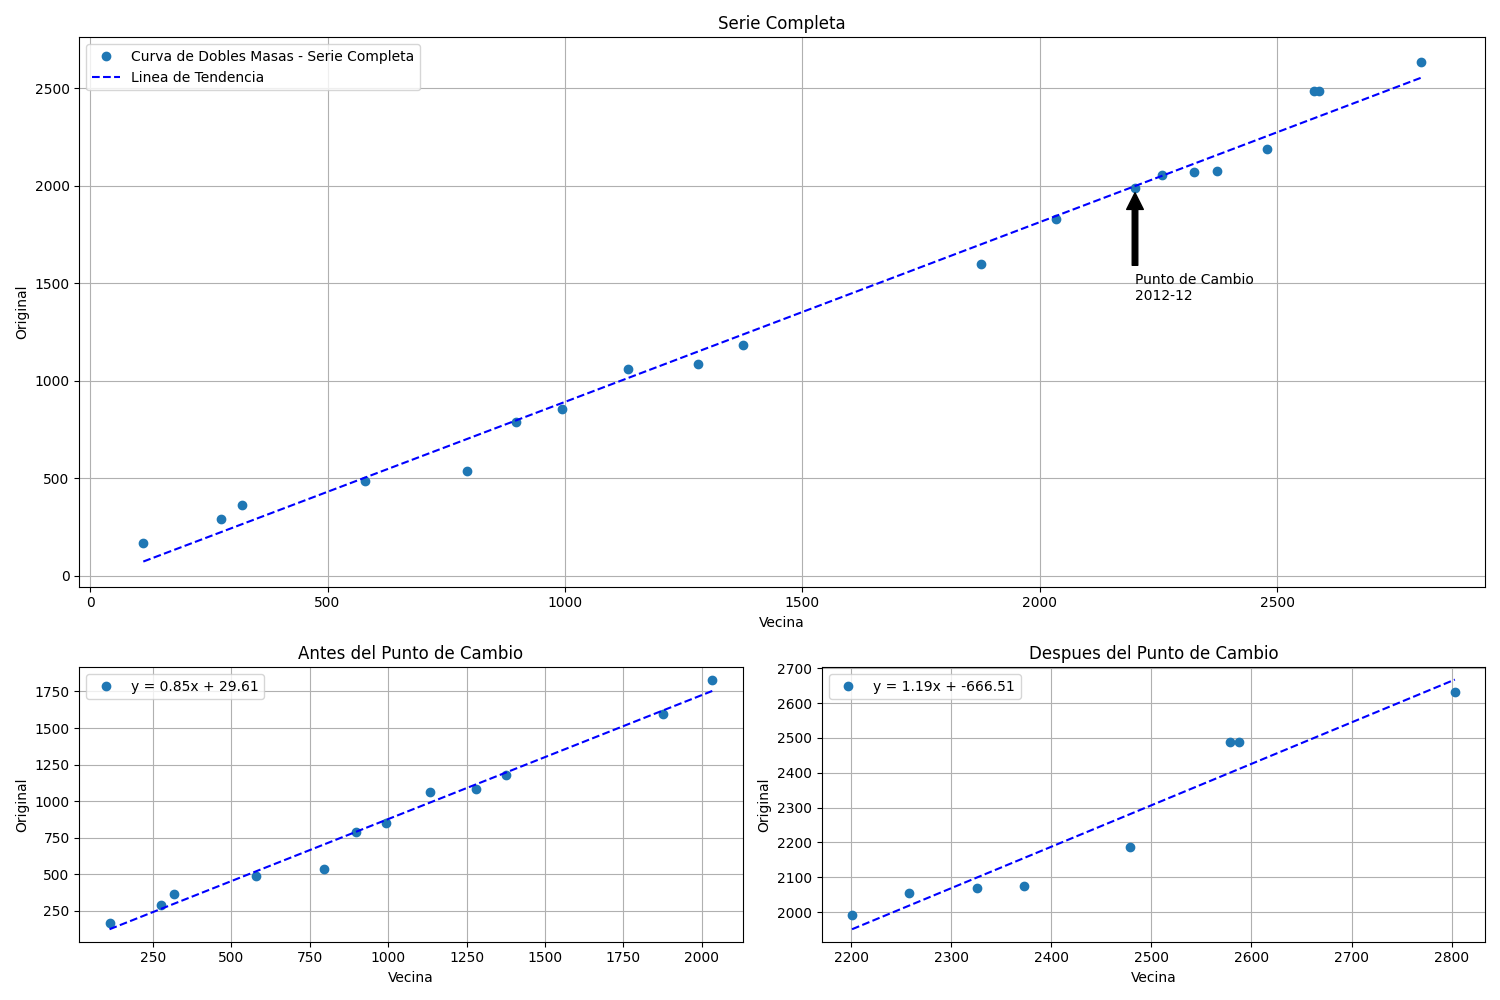 Serie Completa
Curva de Dobles Masas - Serie Completa
Linea de Tendencia
Original
2500
2000
1500
1000
500
0
Punto de Cambio
2012-12
0 500 1000 1500 2000 2500
Vecina
Antes del Punto de Cambio
y = 0.85x + 29.61
Original
1750
1500
1250
1000
750
500
250
250 500 750 1000 1250 1500 1750 2000
Vecina
Despues del Punto de Cambio
y = 1.19x + -666.51
Original
2700
2600
2500
2400
2300
2200
2100
2000
2200 2300 2400 2500 2600 2700 2800
Vecina